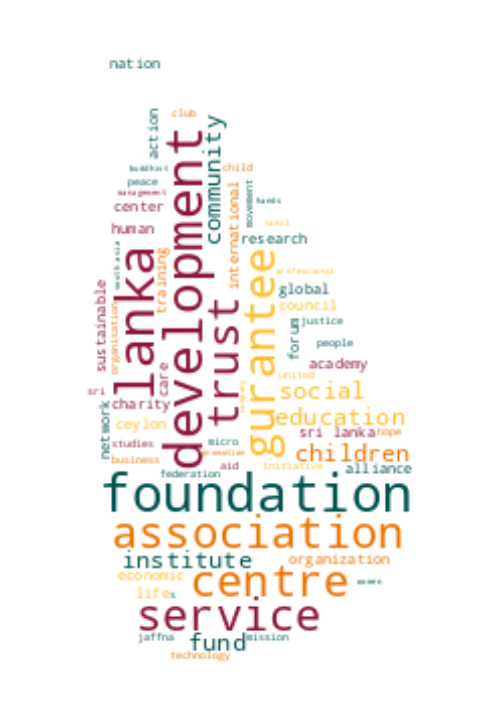 nation
club
action
community
development
buddhist
child
peace
management
international
movement
hands
center
human
tamil
research
lanka
south asia
training
gurantee
professional
sustainable
organisation
global
trust
council
forum
justice
people
care
academy
united
sri
social
network
charity
education
ceylon
sri lanka
hope
studies
micro
children
business
promotion
aid
initiative
alliance
federation
foundation
association
institute
organization
economic
centre
women
life
service
jaffna
fund
mission
technology